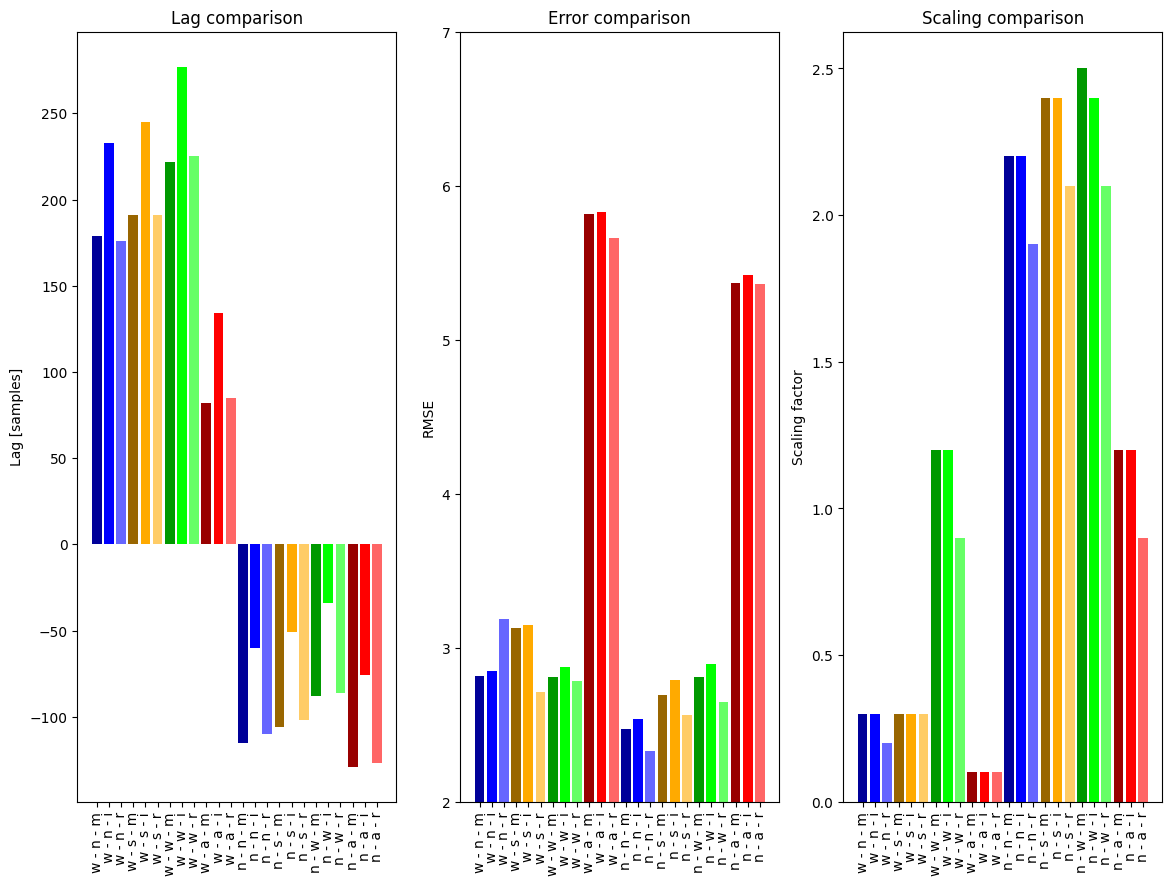 Lag comparison
Error comparison
Scaling comparison
Lag [samples]
250
200
150
100
50
0
−50
−100
w - n - m
w - n - i
w - n - r
w - s - m
w - s - i
w - s - r
w - w - m
w - w - i
w - w - r
w - a - m
w - a - i
w - a - r
n - n - m
n - n - i
n - n - r
n - s - m
n - s - i
n - s - r
n - w - m
n - w - i
n - w - r
n - a - m
n - a - i
n - a - r
RMSE
7
6
5
4
3
2
w - n - m
w - n - i
w - n - r
w - s - m
w - s - i
w - s - r
w - w - m
w - w - i
w - w - r
w - a - m
w - a - i
w - a - r
n - n - m
n - n - i
n - n - r
n - s - m
n - s - i
n - s - r
n - w - m
n - w - i
n - w - r
n - a - m
n - a - i
n - a - r
Scaling factor
2.5
2.0
1.5
1.0
0.5
0.0
w - n - m
w - n - i
w - n - r
w - s - m
w - s - i
w - s - r
w - w - m
w - w - i
w - w - r
w - a - m
w - a - i
w - a - r
n - n - m
n - n - i
n - n - r
n - s - m
n - s - i
n - s - r
n - w - m
n - w - i
n - w - r
n - a - m
n - a - i
n - a - r